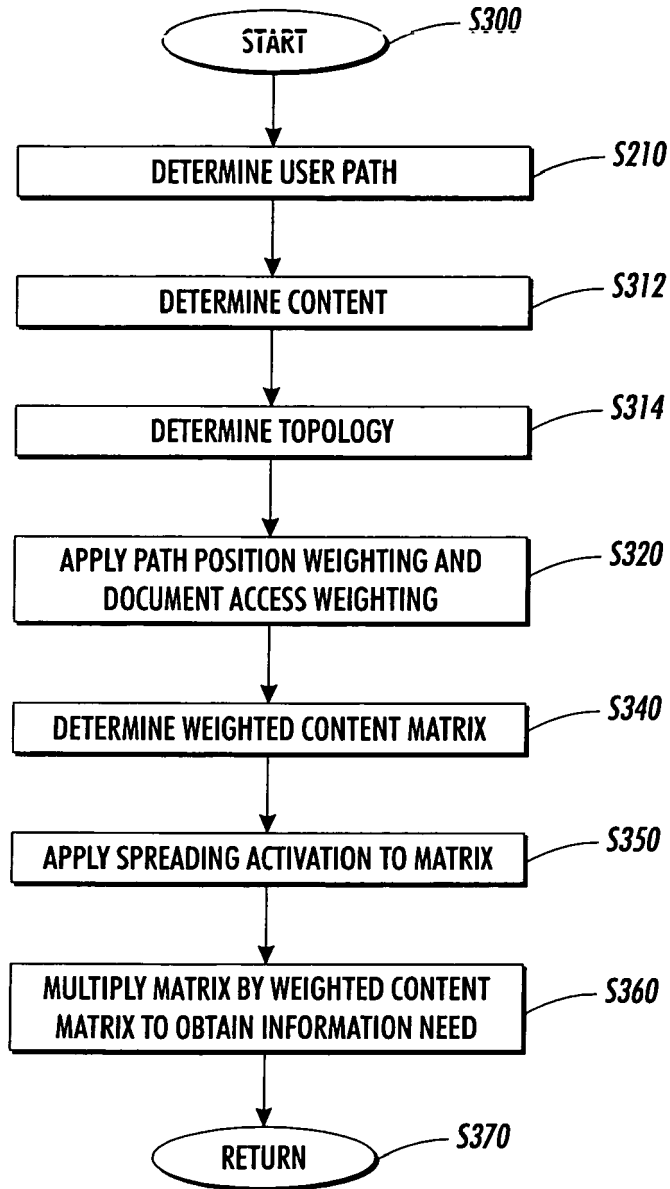 START
S300
DETERMINE USER PATH
S210
DETERMINE CONTENT
S312
DETERMINE TOPOLOGY
S314
APPLY PATH POSITION WEIGHTING AND
DOCUMENT ACCESS WEIGHTING
S320
DETERMINE WEIGHTED CONTENT MATRIX
S340
APPLY SPREADING ACTIVATION TO MATRIX
S350
MULTIPLY MATRIX BY WEIGHTED CONTENT
MATRIX TO OBTAIN INFORMATION NEED
S360
RETURN
S370